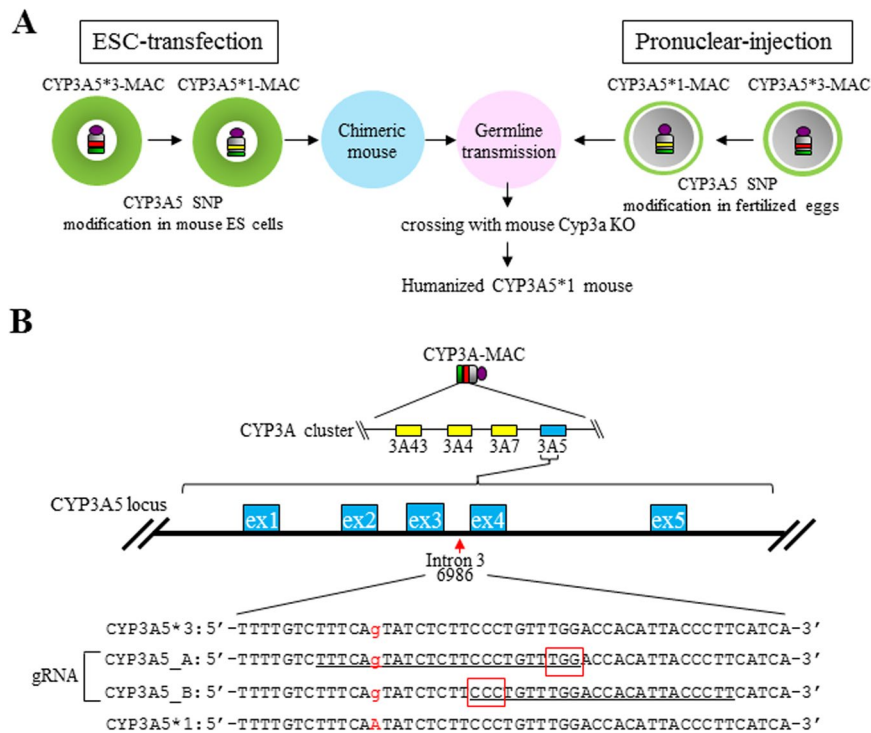 A
ESC-transfection
Pronuclear-injection
CYP3A5*3-MAC
CYP3A5*1-MAC
CYP3A5*1-MAC
CYP3A5*3-MAC
Chimeric
mouse
Germline
transmission
CYP3A5 SNP
modification in mouse ES cells
CYP3A5 SNP
modification in fertilized eggs
crossing with mouse Cyp3a KO
Humanized CYP3A5*1 mouse
B
CYP3A-MAC
CYP3A cluster
3A43
3A4
3A7
3A5
CYP3A5 locus
ex1
ex2
ex3
ex4
ex5
Intron 3
6986
CYP3A5*3:5’-TTTTGTCTTTCAgTATCTCTTCCCTGTTTGGACCACATTACCCTTCATCA-3’
gRNA
CYP3A5_A:5’-TTTTGTCTTTCAgTATCTCTTCCCTGTTTGGACCACATTACCCTTCATCA-3’
CYP3A5_B:5’-TTTTGTCTTTCAgTATCTCTTCCCTGTTTGGACCACATTACCCTTCATCA-3’
CYP3A5*1:5’-TTTTGTCTTTCAATATCTCTTCCCTGTTTGGACCACATTACCCTTCATCA-3’